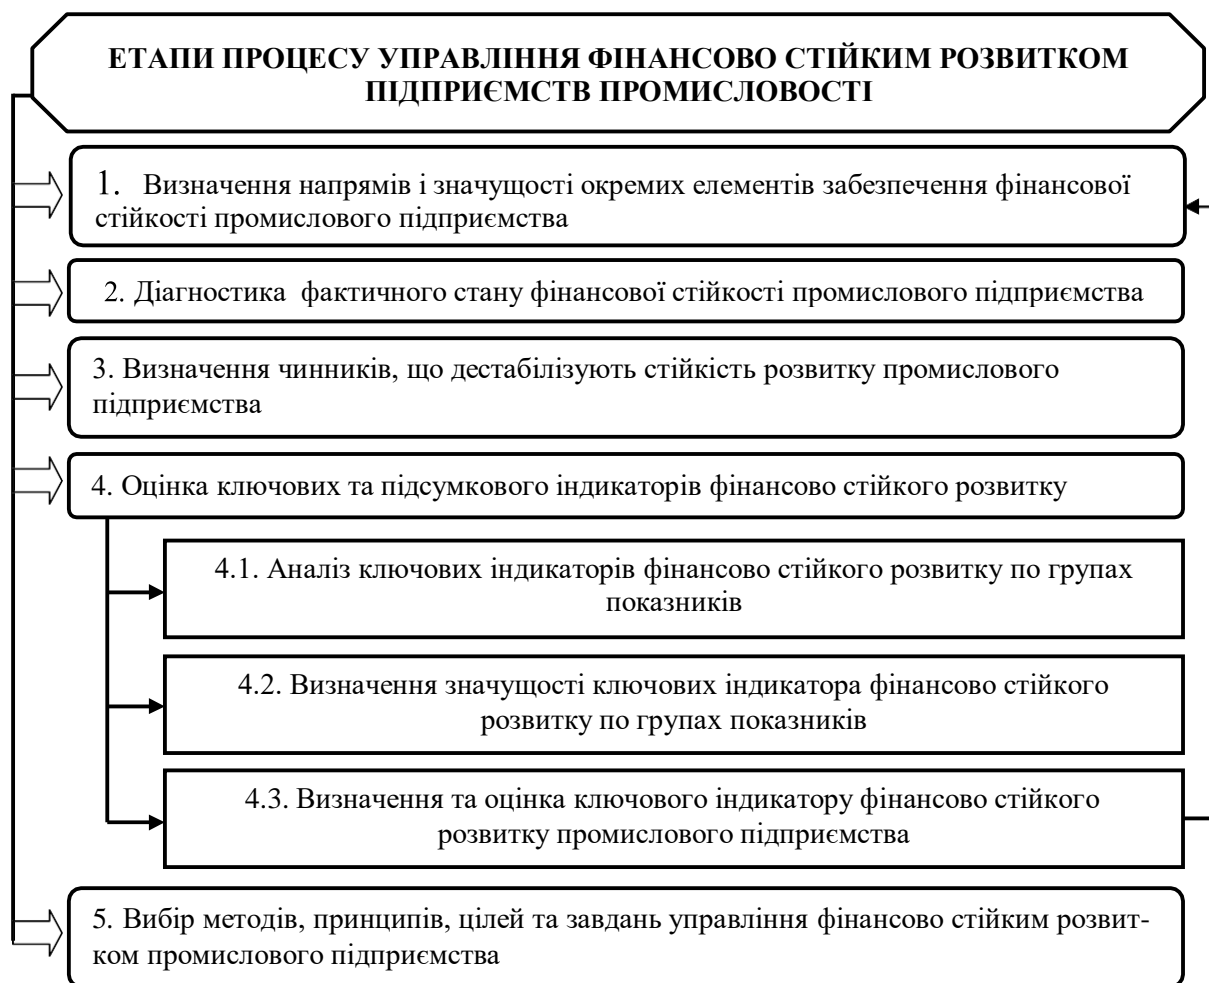 ЕТАПИ ПРОЦЕСУ УПРАВЛІННЯ ФІНАНСОВО СТІЙКИМ РОЗВИТКОМ
ПІДПРИЄМСТВ ПРОМИСЛОВОСТІ
1. Визначення напрямів і значущості окремих елементів забезпечення фінансової
стійкості промислового підприємства
2. Діагностика фактичного стану фінансової стійкості промислового підприємства
3. Визначення чинників, що дестабілізують стійкість розвитку промислового
підприємства
4. Оцінка ключових та підсумкового індикаторів фінансово стійкого розвитку
4.1. Аналіз ключових індикаторів фінансово стійкого розвитку по групах
показників
4.2. Визначення значущості ключових індикатора фінансово стійкого
розвитку по групах показників
4.3. Визначення та оцінка ключового індикатору фінансово стійкого
розвитку промислового підприємства
5. Вибір методів, принципів, цілей та завдань управління фінансово стійким розвит-
ком промислового підприємства